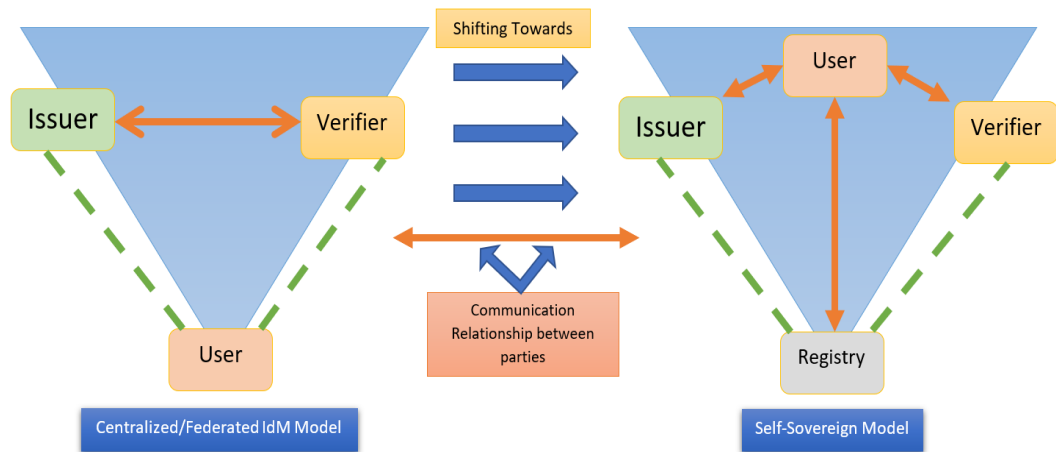 Shifting Towards
Issuer
Verifier
User
Centralized/Federated IdM Model
Communication
Relationship between
parties
User
Issuer
Verifier
Registry
Self-Sovereign Model